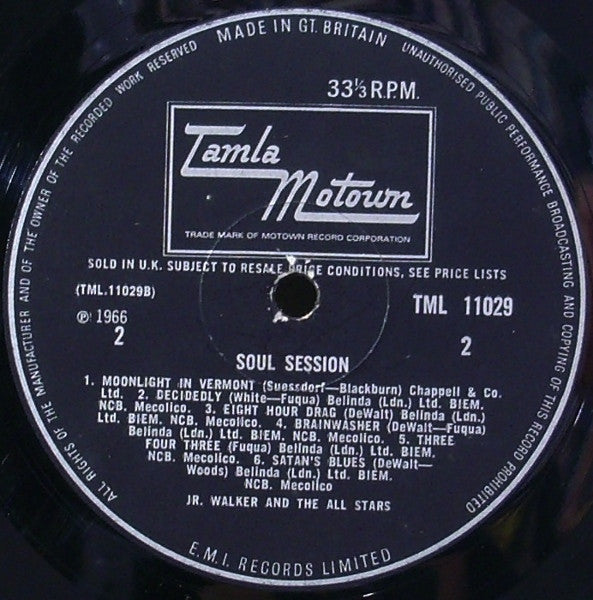 MADE IN GT. BRITAIN
UNAUTHORISED PUBLIC PERFORMANCE BROADCASTING AND COPYING OF THIS RECORD PROHIBITED
E.M.I. RECORDS LIMITED
ALL RIGHTS OF THE MANUFACTURER AND OF THE OWNER OF THE RECORDED WORK RESERVED
33⅓ R.P.M.
Tamla
Motown
TRADE MARK OF MOTOWN RECORD CORPORATION
SOLD IN U.K. SUBJECT TO RESALE PRICE CONDITIONS, SEE PRICE LISTS
(TML.11029B)
TML 11029
℗ 1966
2
2
SOUL SESSION
1. MOONLIGHT IN VERMONT (Suessdorf—Blackburn) Chappell & Co.
Ltd. 2. DECIDEDLY (White—Fuqua) Belinda (Ldn.) Ltd. BIEM.
NCB. Mecolico. 3. EIGHT HOUR DRAG (DeWalt) Belinda (Ldn.)
Ltd. BIEM. NCB. Mecolico. 4. BRAINWASHER (DeWalt—Fuqua)
Belinda (Ldn.) Ltd. BIEM. NCB. Mecolico. 5. THREE
FOUR THREE (Fuqua) Belinda (Ldn.) Ltd. BIEM.
NCB. Mecolico. 6. SATAN'S BLUES (DeWalt—
Woods) Belinda (Ldn.) Ltd. BIEM.
NCB. Mecolico
JR. WALKER AND THE ALL STARS